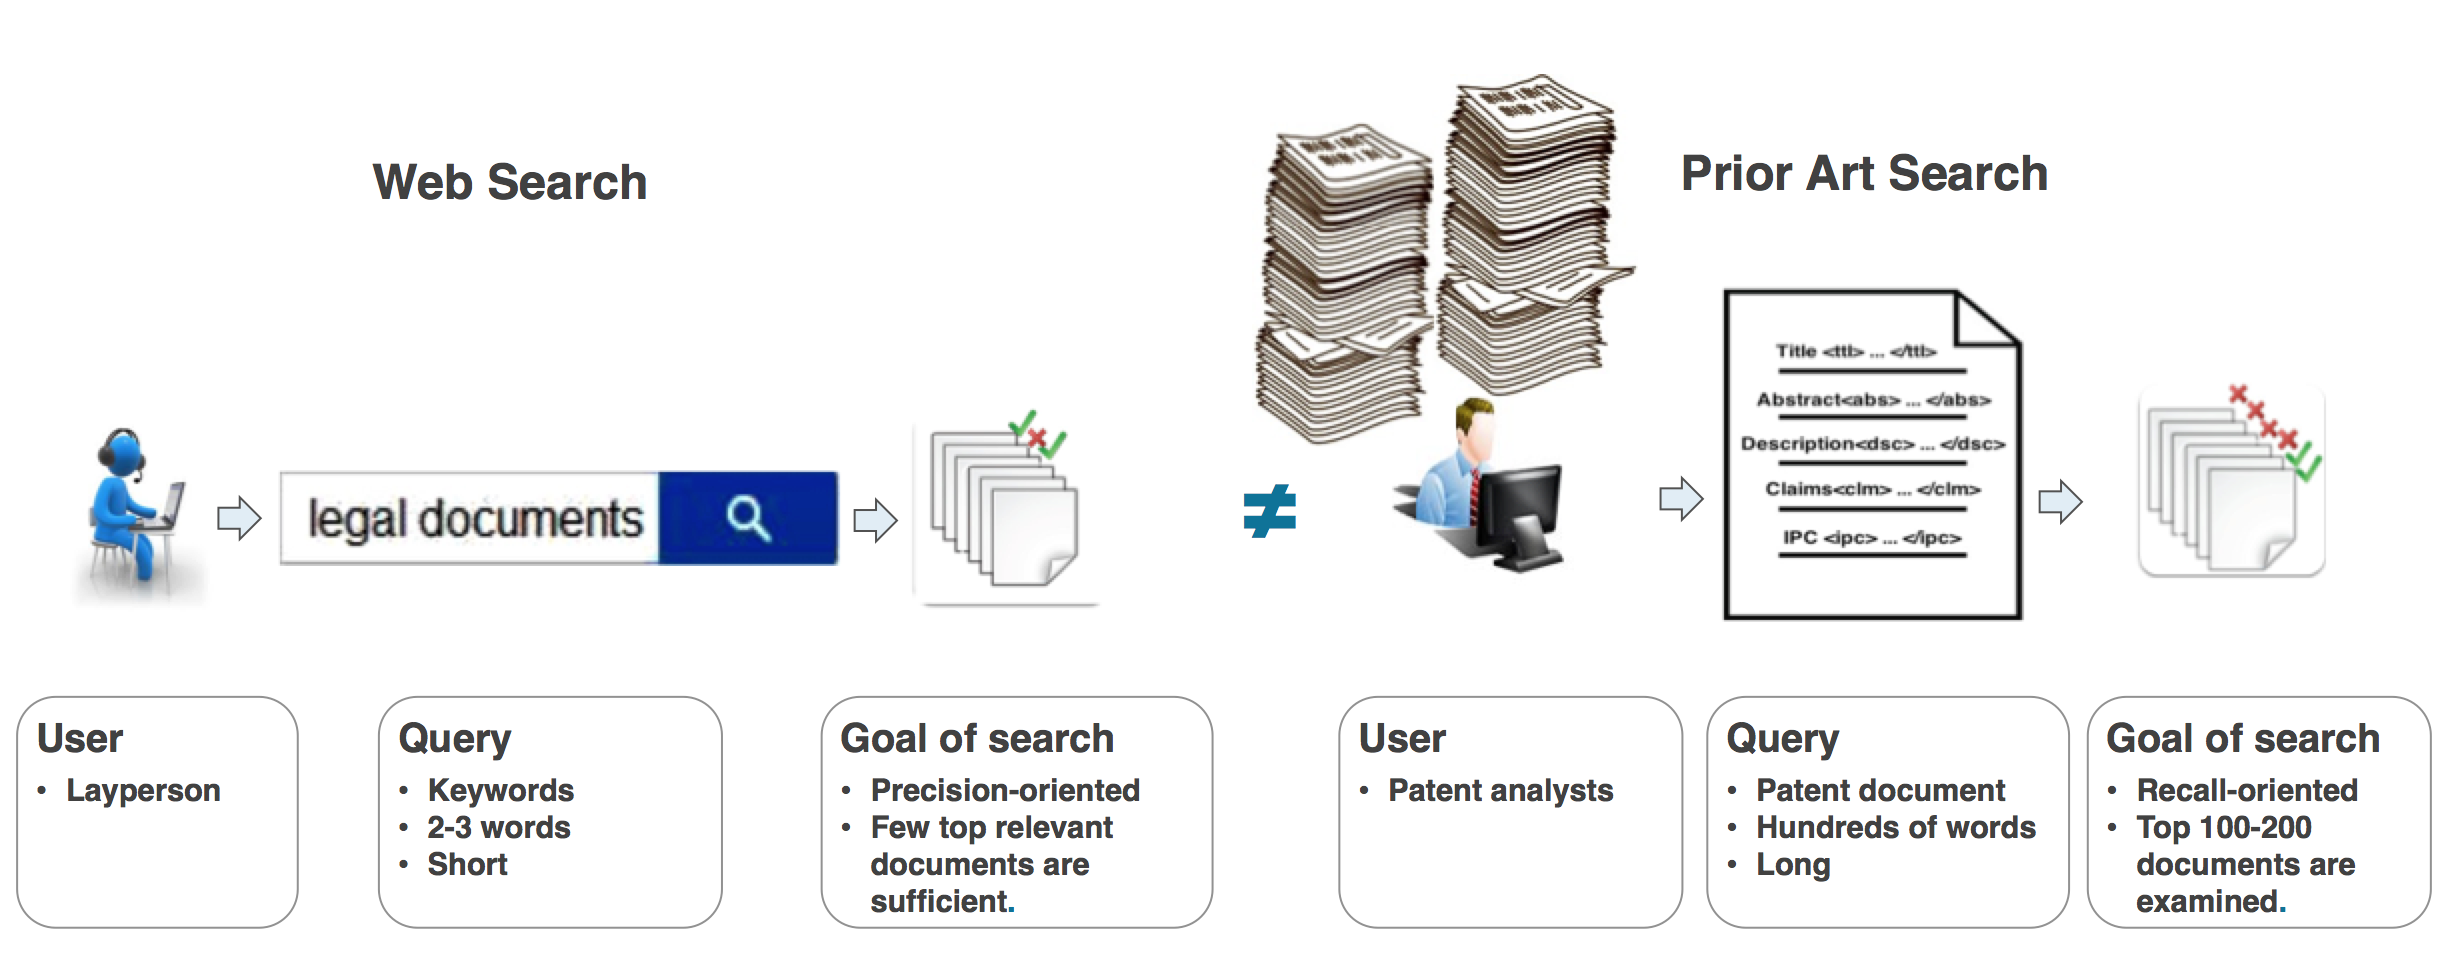 Web Search
Prior Art Search
legal documents
≠
Title <ttl> ... </ttl>
Abstract<abs> ... </abs>
Description<dsc> ... </dsc>
Claims<clm> ... </clm>
IPC <ipc> ... </ipc>
User
• Layperson
Query
• Keywords
• 2-3 words
• Short
Goal of search
• Precision-oriented
• Few top relevant
documents are
sufficient.
User
• Patent analysts
Query
• Patent document
• Hundreds of words
• Long
Goal of search
• Recall-oriented
• Top 100-200
documents are
examined.